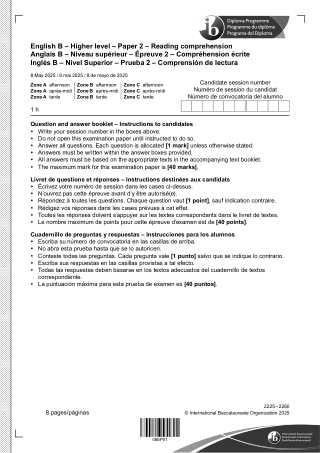 Diploma Programme
Programme du diplôme
Programa del Diploma
English B – Higher level – Paper 2 – Reading comprehension
Anglais B – Niveau supérieur – Épreuve 2 – Compréhension écrite
Inglés B – Nivel Superior – Prueba 2 – Comprensión de lectura
8 May 2025 / 8 mai 2025 / 8 de mayo de 2025
Zone A afternoon Zone B afternoon Zone C afternoon
Zone A après-midi Zone B après-midi Zone C après-midi
Zona A tarde Zona B tarde Zona C tarde
Candidate session number
Numéro de session du candidat
Número de convocatoria del alumno
1 h
Question and answer booklet – Instructions to candidates
• Write your session number in the boxes above.
• Do not open this examination paper until instructed to do so.
• Answer all questions. Each question is allocated [1 mark] unless otherwise stated.
• Answers must be written within the answer boxes provided.
• All answers must be based on the appropriate texts in the accompanying text booklet.
• The maximum mark for this examination paper is [40 marks].
Livret de questions et réponses – Instructions destinées aux candidats
• Écrivez votre numéro de session dans les cases ci-dessus.
• N'ouvrez pas cette épreuve avant d'y être autorisé(e).
• Répondez à toutes les questions. Chaque question vaut [1 point], sauf indication contraire.
• Rédigez vos réponses dans les cases prévues à cet effet.
• Toutes les réponses doivent s'appuyer sur les textes correspondants dans le livret de textes.
• Le nombre maximum de points pour cette épreuve d'examen est de [40 points].
Cuadernillo de preguntas y respuestas – Instrucciones para los alumnos
• Escriba su número de convocatoria en las casillas de arriba.
• No abra esta prueba hasta que se lo autoricen.
• Conteste todas las preguntas. Cada pregunta vale [1 punto] salvo que se indique lo contrario.
• Escriba sus respuestas en las casillas provistas a tal efecto.
• Todas las respuestas deben basarse en los textos adecuados del cuadernillo de textos
correspondiente.
• La puntuación máxima para esta prueba de examen es [40 puntos].
8 pages/páginas
2225 – 2260
© International Baccalaureate Organization 2025
08EP01